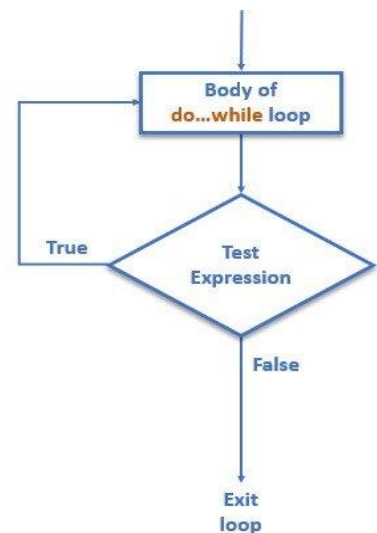 Body of
do...while loop
True
Test
Expression
False
Exit
loop